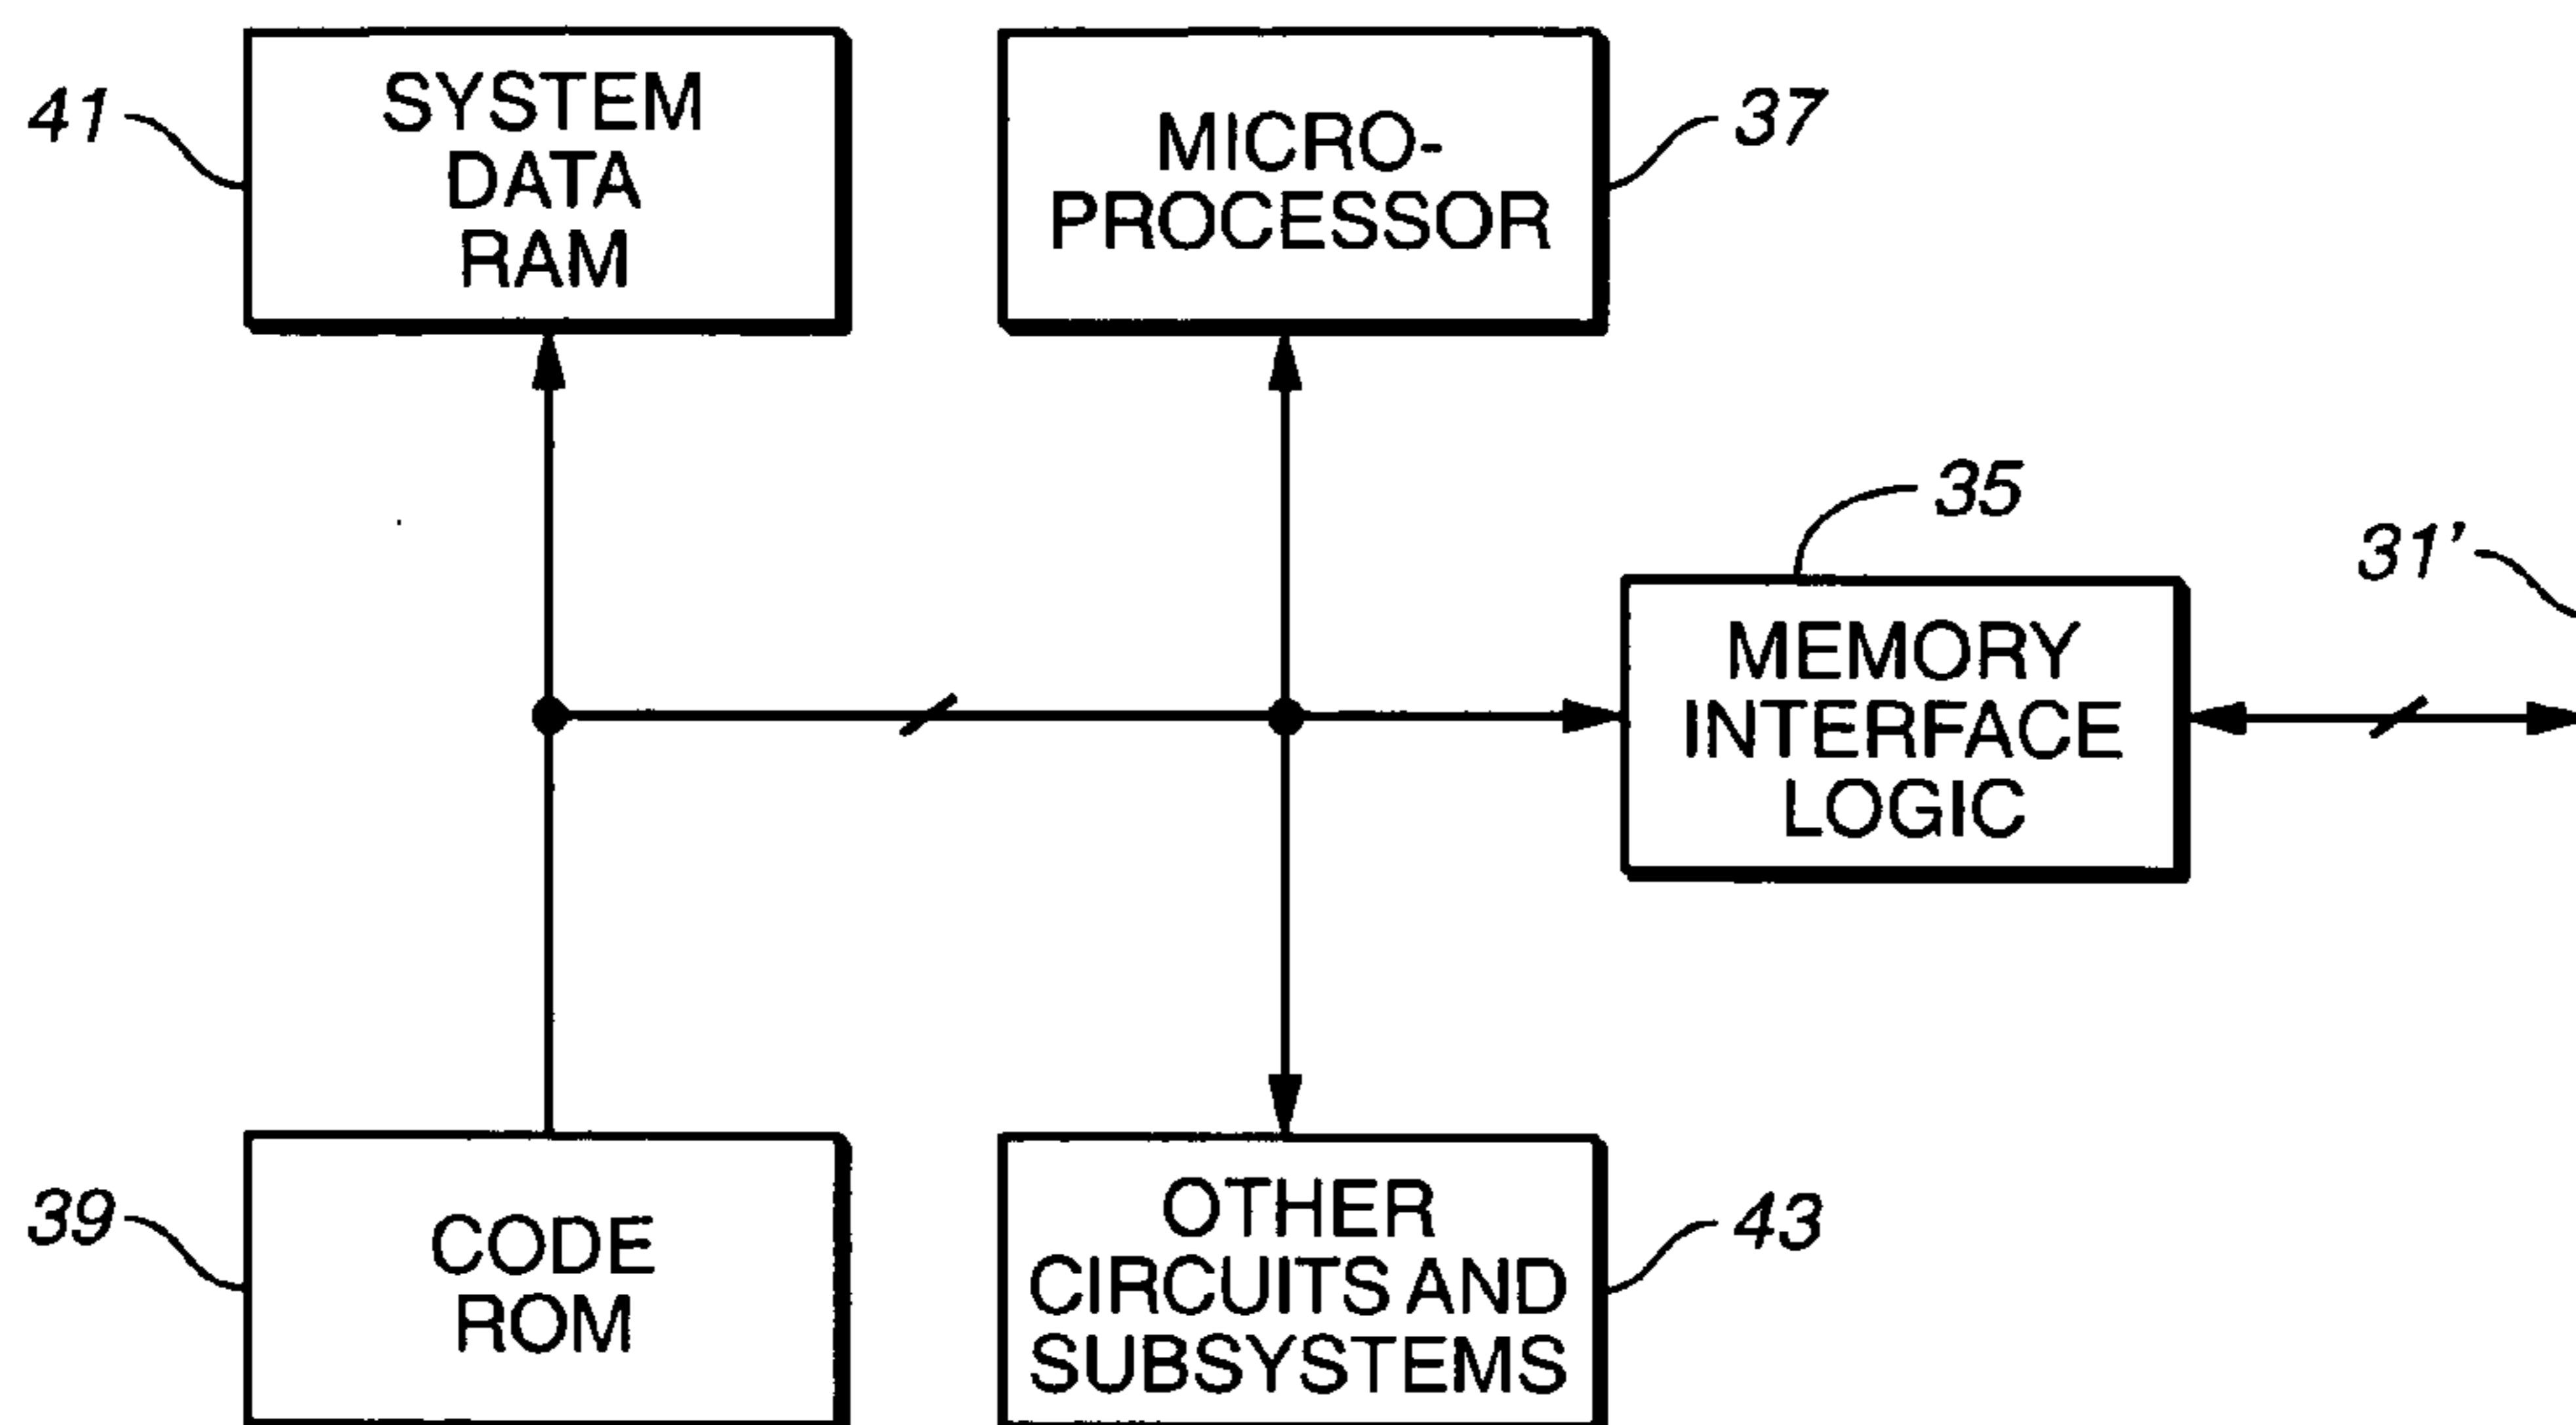 41
SYSTEM
DATA
RAM
MICRO-
PROCESSOR
37
35
31’
MEMORY
INTERFACE
LOGIC
39
CODE
ROM
OTHER
CIRCUITS AND
SUBSYSTEMS
43